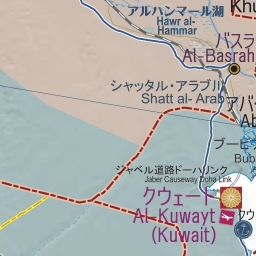 アルハンマール湖
Hawr al-
Hammar
Khu
バスラ
Al-Basrah
シャッタル・アラブ川
Shatt al- Arab
アバ
Ab
ブービ
Bub
ジャベル道路ドーハリンク
Jaber Causeway Doha Link
クウェート
Al-Kuwayt
(Kuwait)